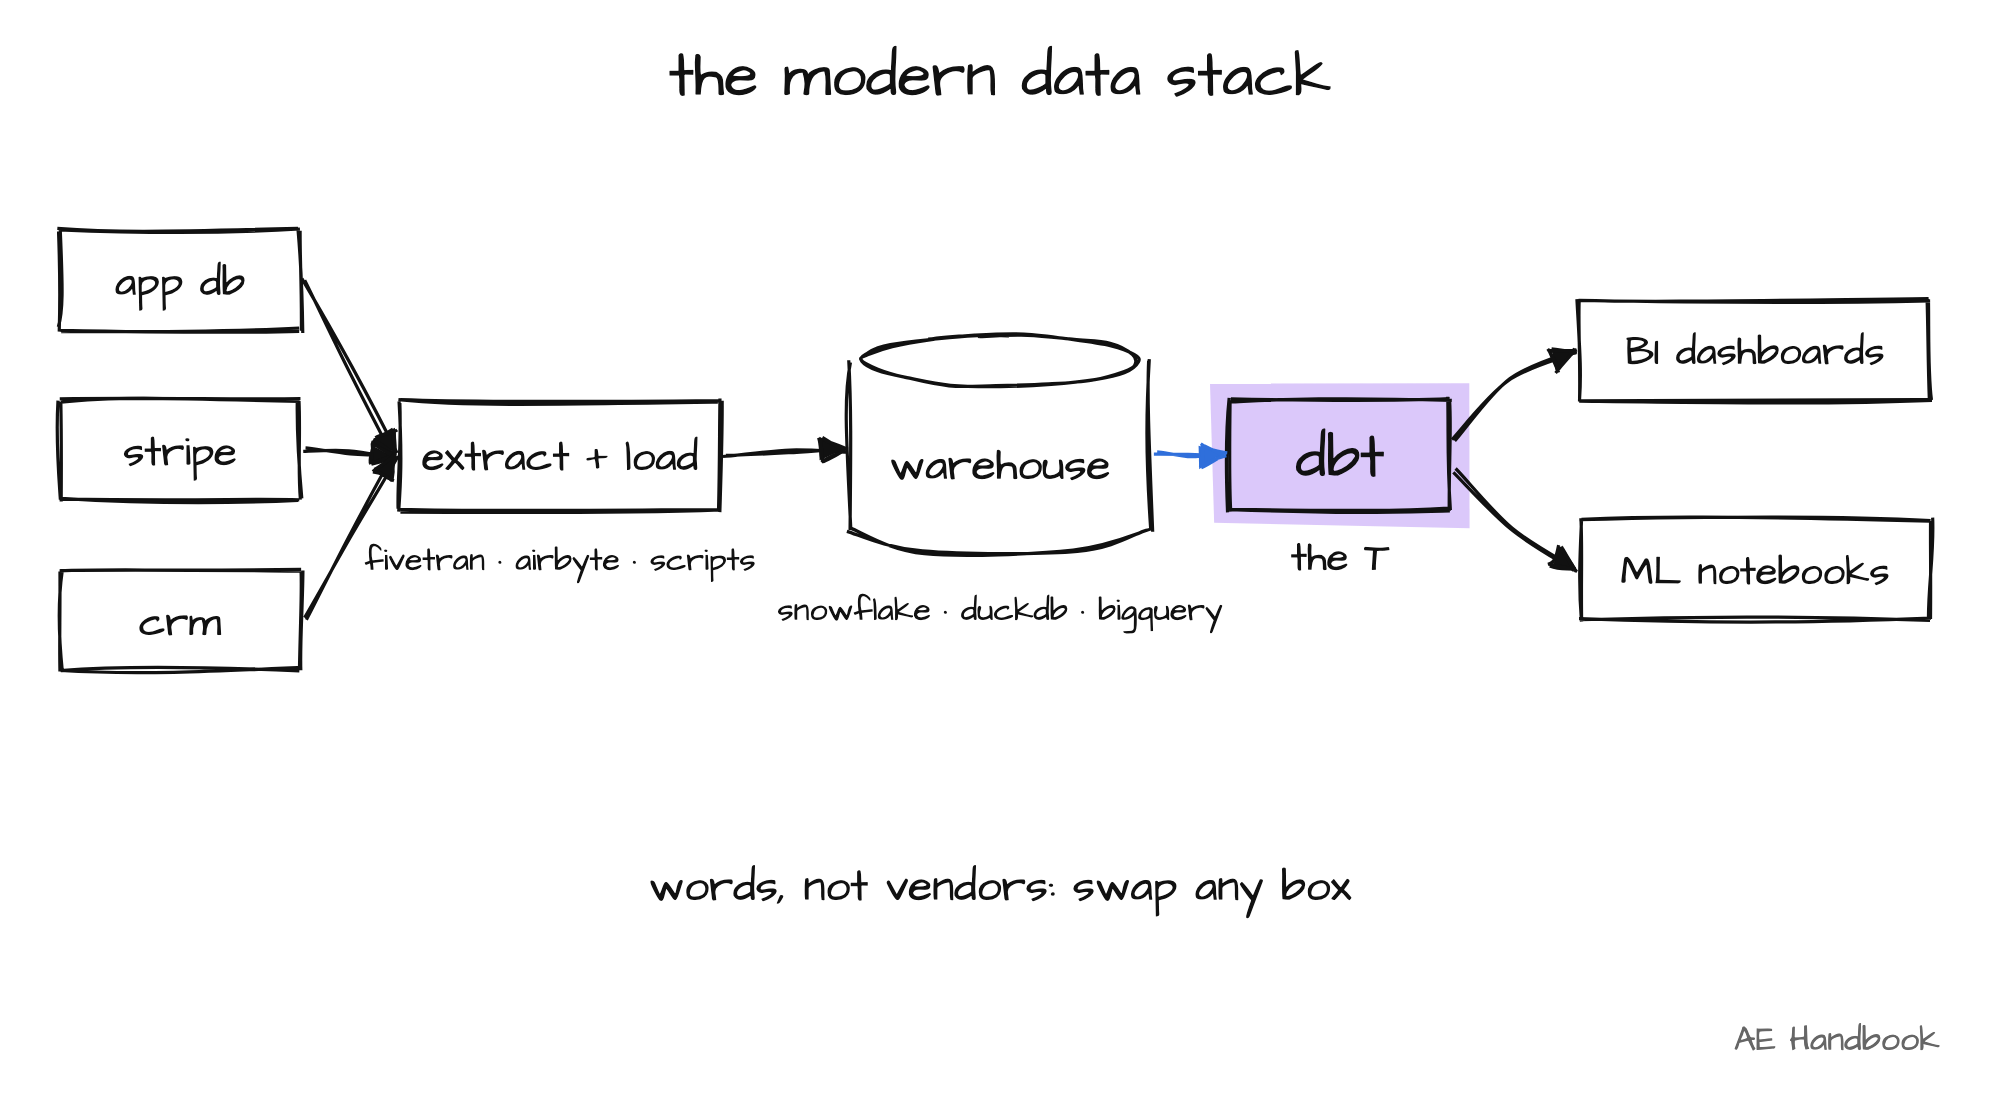 the modern data stack
app db
stripe
crm
extract + load
fivetran · airbyte · scripts
warehouse
snowflake · duckdb · bigquery
dbt
the T
BI dashboards
ML notebooks
words, not vendors: swap any box
AE Handbook